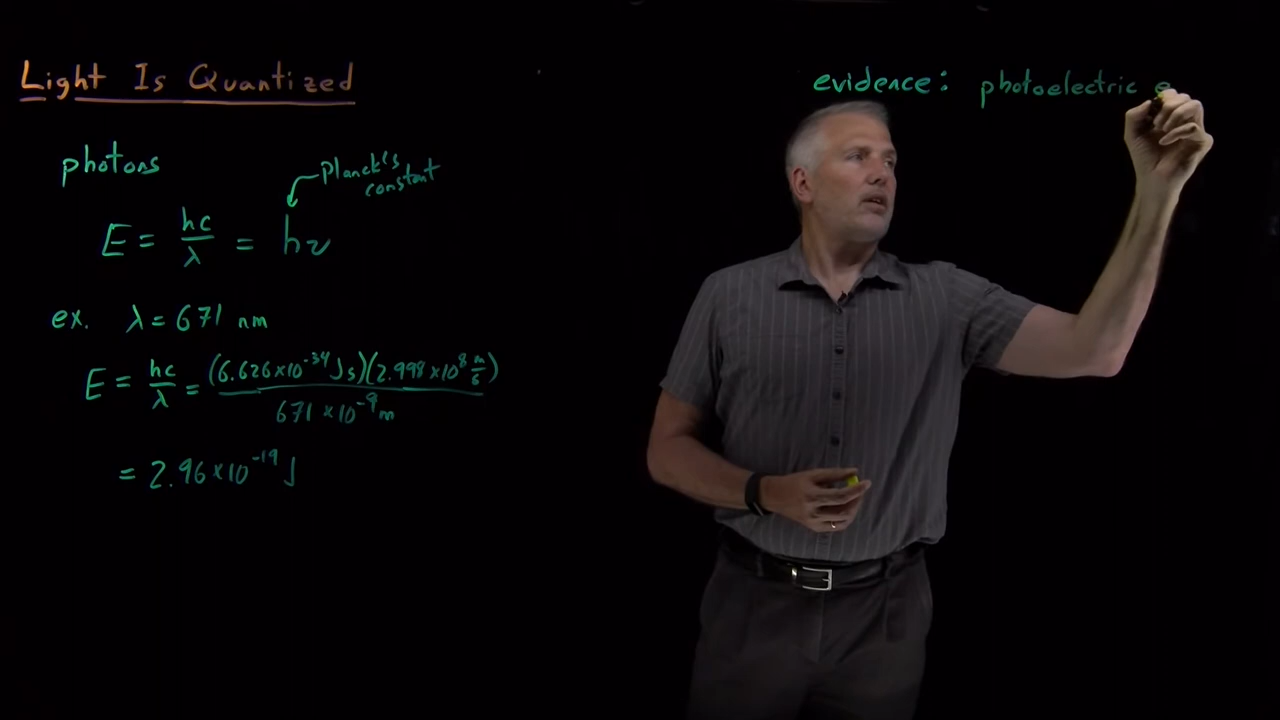 Light Is Quantized
photons
Planck's
constant
E = hc/λ = hν
ex. λ = 671 nm
E = hc/λ = (6.626×10⁻³⁴ J s)(2.998×10⁸ m/s)/671×10⁻⁹ m
= 2.96×10⁻¹⁹ J
evidence: photoelectric e